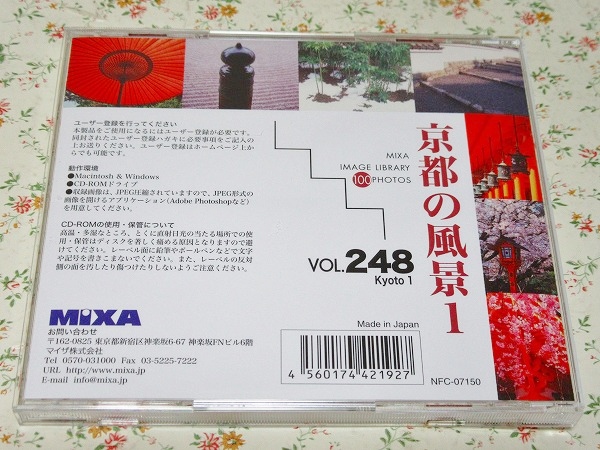 ユーザー登録を行ってください
本製品をご使用になるにはユーザー登録が必要です。
同封されたユーザー登録ハガキに必要事項をご記入の
上お送りください。ユーザー登録はホームページ上か
らでも可能です。
動作環境
●Macintosh & Windows
●CD-ROMドライブ
●収録画像は、JPEG圧縮されていますので、JPEG形式の
画像を開けるアプリケーション(Adobe Photoshopなど)
を用意してください。
CD-ROMの使用・保管について
高温・多湿なところ、とくに直射日光の当たる場所での使
用・保管はディスクを著しく痛める原因となりますので避
けてください。レーベル面に鉛筆やボールペンなどで文字
や記号を書きこまないでください。また、レーベルの反対
側の面を汚したり傷つけたりしないようご注意ください。
MIXA
IMAGE LIBRARY
100PHOTOS
VOL.248
Kyoto 1
京都の風景1
MIXA
お問い合わせ
〒162-0825 東京都新宿区神楽坂6-67 神楽坂FNビル6階
マイザ株式会社
Tel 0570-031000 Fax 03-5225-7222
URL http://www.mixa.jp
E-mail info@mixa.jp
Made in Japan
4 560174 421927
NFC-07150